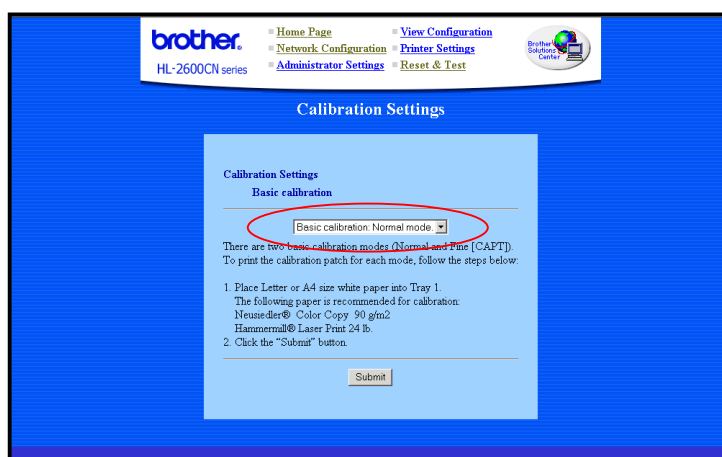 brother.
HL-2600CN series
Home Page
View Configuration
Network Configuration
Printer Settings
Administrator Settings
Reset & Test
Brother
Solutions
Center
Calibration Settings
Calibration Settings
Basic calibration
Basic calibration: Normal mode.
There are two basic calibration modes (Normal and Fine [CAPT]).
To print the calibration patch for each mode, follow the steps below:
1. Place Letter or A4 size white paper into Tray 1.
The following paper is recommended for calibration:
Neusiedler® Color Copy 90 g/m2
Hammermill® Laser Print 24 lb.
2. Click the “Submit” button.
Submit